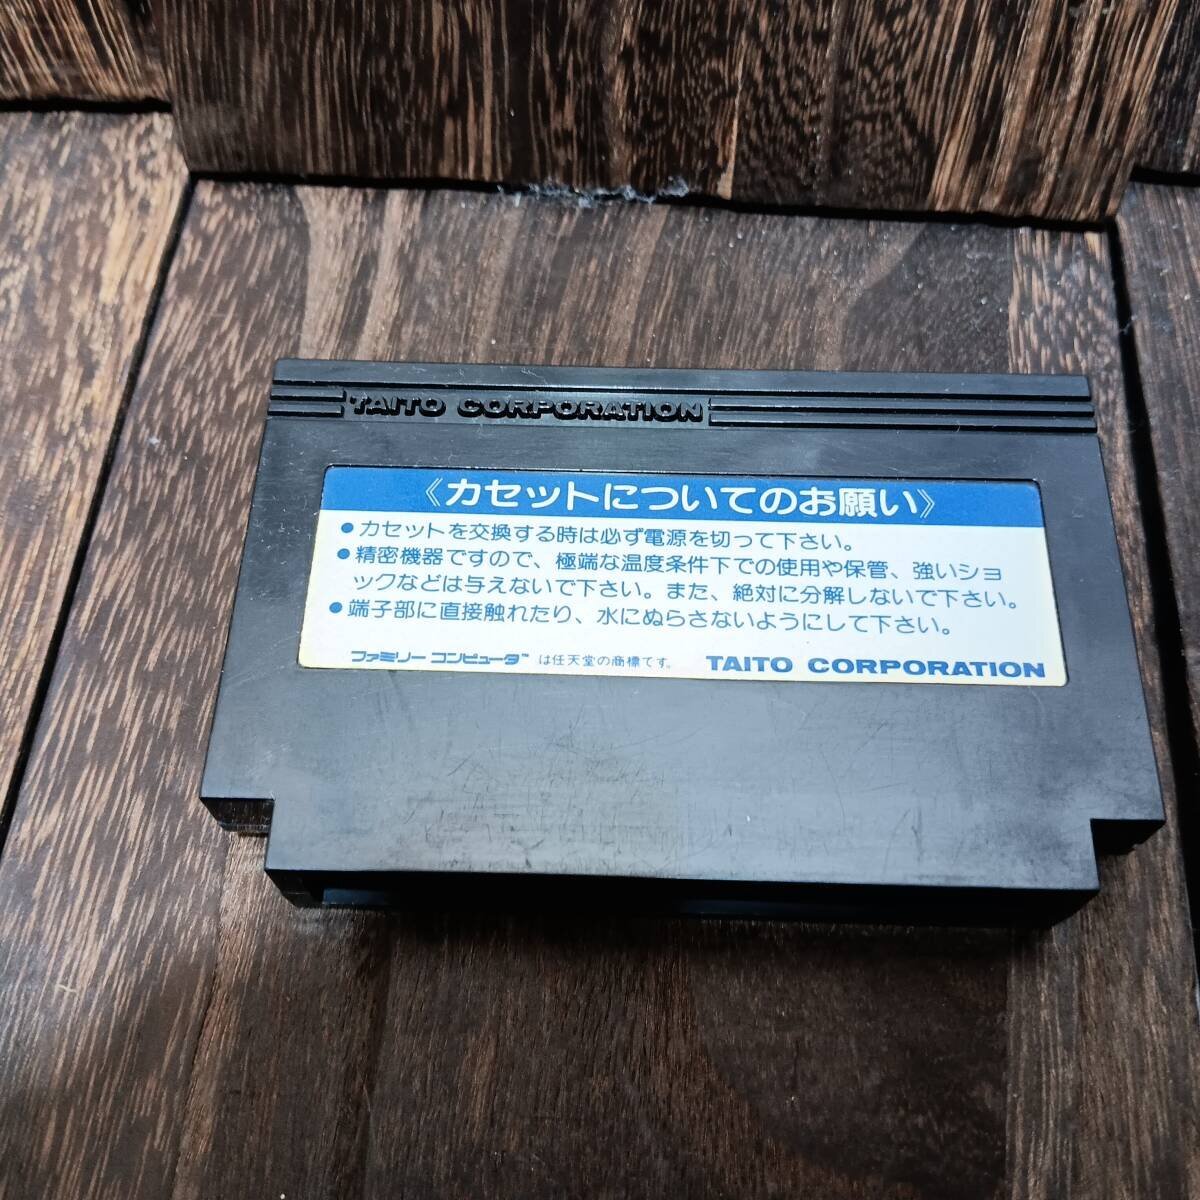 TAITO CORPORATION
《カセットについてのお願い》
●カセットを交換する時は必ず電源を切って下さい。
●精密機器ですので、極端な温度条件下での使用や保管、強いショ
ックなどは与えないで下さい。また、絶対に分解しないで下さい。
●端子部に直接触れたり、水にぬらさないようにして下さい。
ファミリーコンピュータ™ は任天堂の商標です。 TAITO CORPORATION